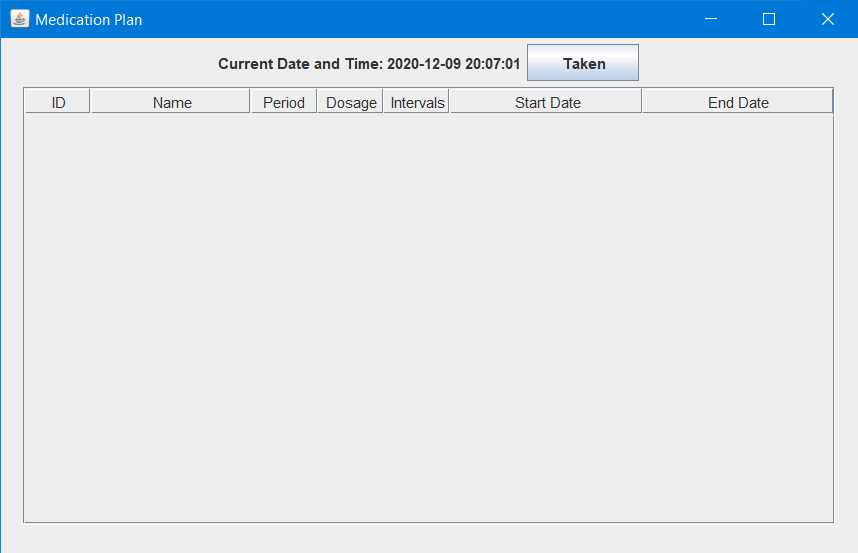 Medication Plan
Current Date and Time: 2020-12-09 20:07:01 Taken
ID Name Period Dosage Intervals Start Date End Date